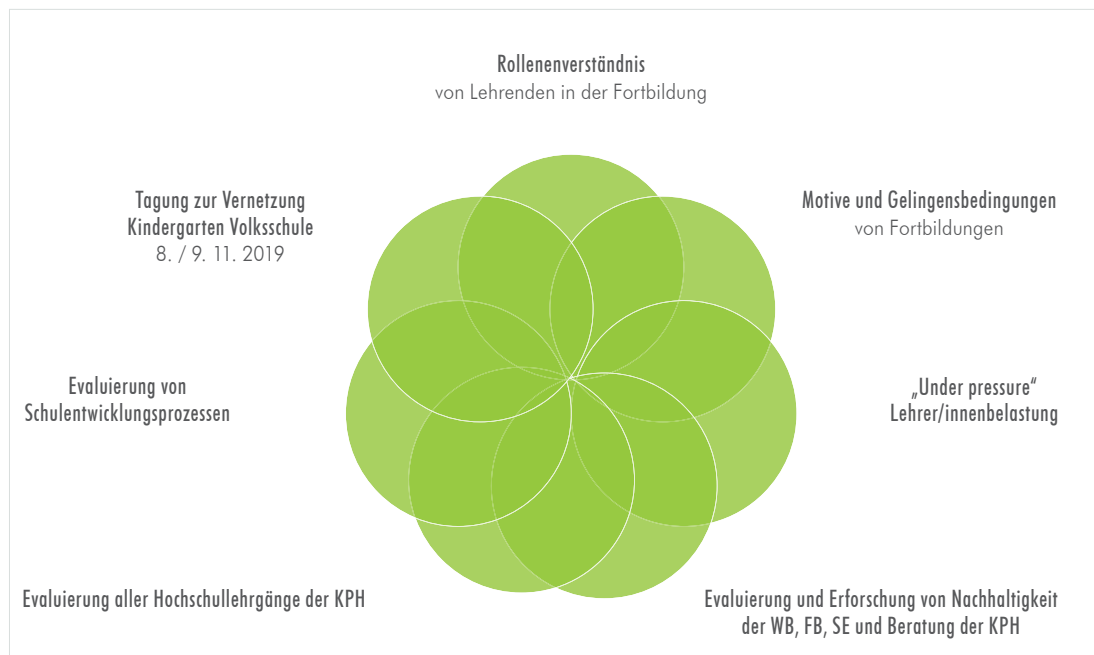 Rollenenverständnis
von Lehrenden in der Fortbildung
Tagung zur Vernetzung
Kindergarten Volksschule
8. / 9. 11. 2019
Motive und Gelingensbedingungen
von Fortbildungen
Evaluierung von
Schulentwicklungsprozessen
„Under pressure“
Lehrer/innenbelastung
Evaluierung aller Hochschullehrgänge der KPH
Evaluierung und Erforschung von Nachhaltigkeit
der WB, FB, SE und Beratung der KPH